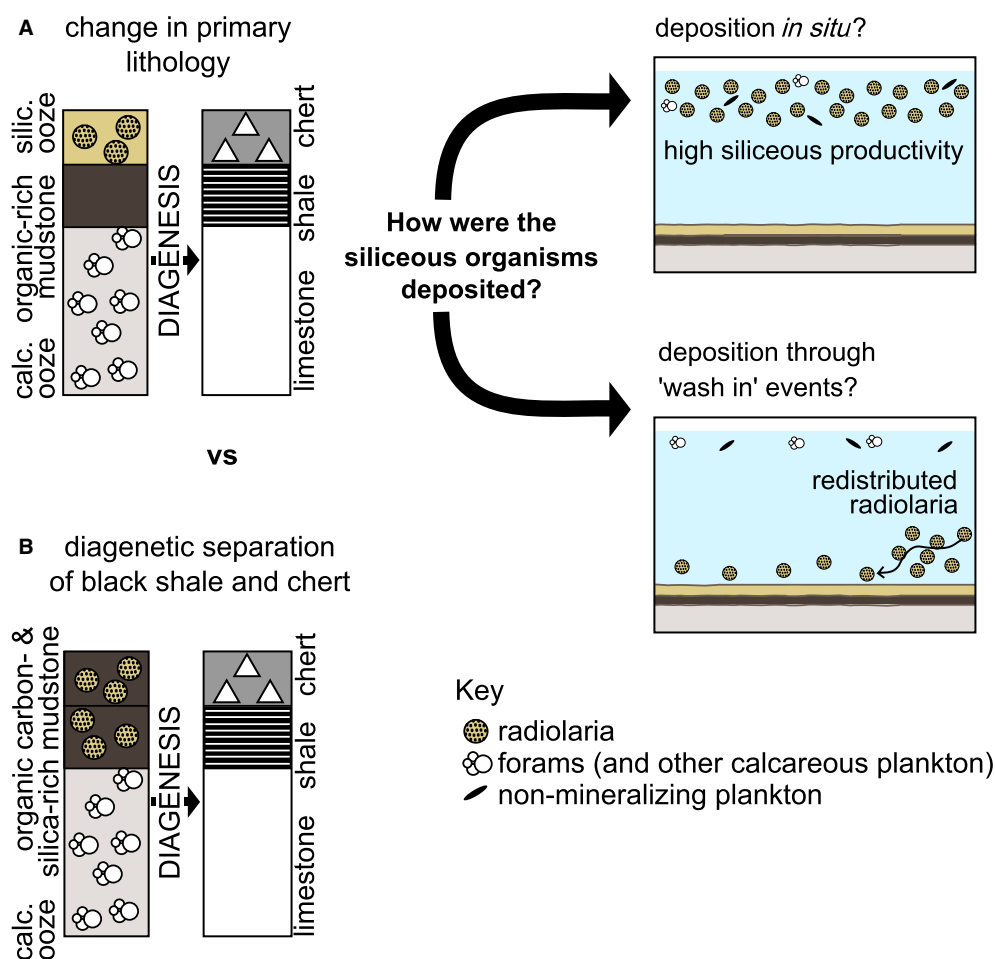 A
change in primary
lithology
silic.
ooze
organic-rich
mudstone
calc.
ooze
DIAGENESIS
chert
shale
limestone
vs
B
diagenetic separation
of black shale and chert
organic carbon- &
silica-rich mudstone
calc.
ooze
DIAGENESIS
chert
shale
limestone
How were the
siliceous organisms
deposited?
deposition in situ?
high siliceous productivity
deposition through
'wash in' events?
redistributed
radiolaria
Key
radiolaria
forams (and other calcareous plankton)
non-mineralizing plankton